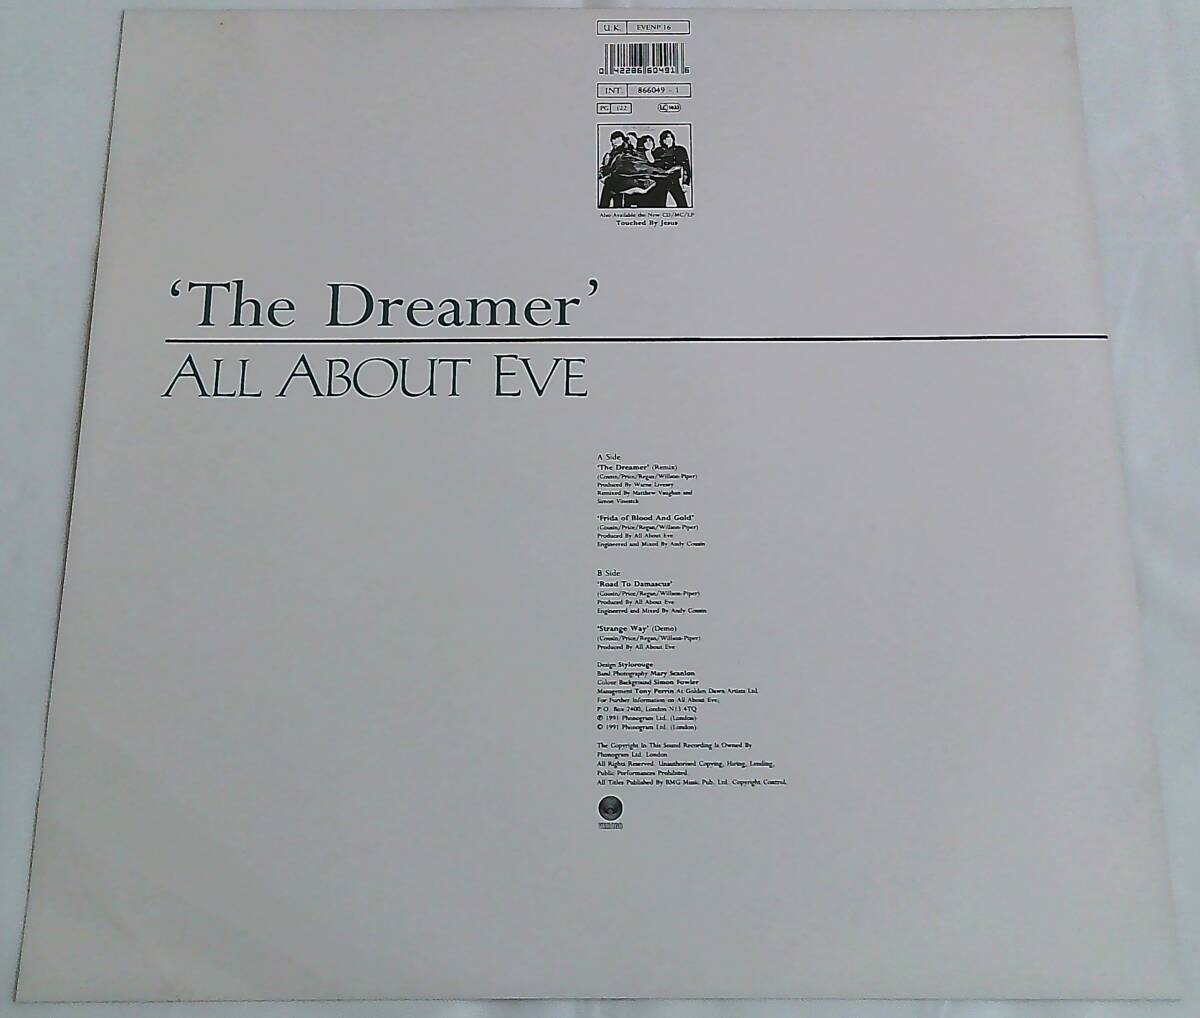 U.K. EVENP 16
0 42286 60491 6
INT. 866049 - 1
PG 122 LC 1633
Also Available the New CD/MC/LP
Touched By Jesus
‘The Dreamer’
ALL ABOUT EVE
A Side
‘The Dreamer’ (Remix)
(Cousin/Price/Regan/Willson-Piper)
Produced By Warne Livesey
Remixed By Matthew Vaughan and
Simon Vinestock
‘Frida of Blood And Gold’
(Cousin/Price/Regan/Willson-Piper)
Produced By All About Eve
Engineered and Mixed By Andy Cousin
B Side
‘Road To Damascus’
(Cousin/Price/Regan/Willson-Piper)
Produced By All About Eve
Engineered and Mixed By Andy Cousin
‘Strange Way’ (Demo)
(Cousin/Price/Regan/Willson-Piper)
Produced By All About Eve
Design Stylorouge
Band Photography Mary Scanlon
Colour Background Simon Fowler
Management Tony Perrin At Golden Dawn Artists Ltd.
For Further Information on All About Eve;
P.O. Box 2400, London N13 4TQ
℗ 1991 Phonogram Ltd. (London)
© 1991 Phonogram Ltd. (London)
The Copyright In This Sound Recording Is Owned By
Phonogram Ltd. London
All Rights Reserved. Unauthorised Copying, Hiring, Lending,
Public Performances Prohibited.
All Titles Published By BMG Music Pub. Ltd. Copyright Control.